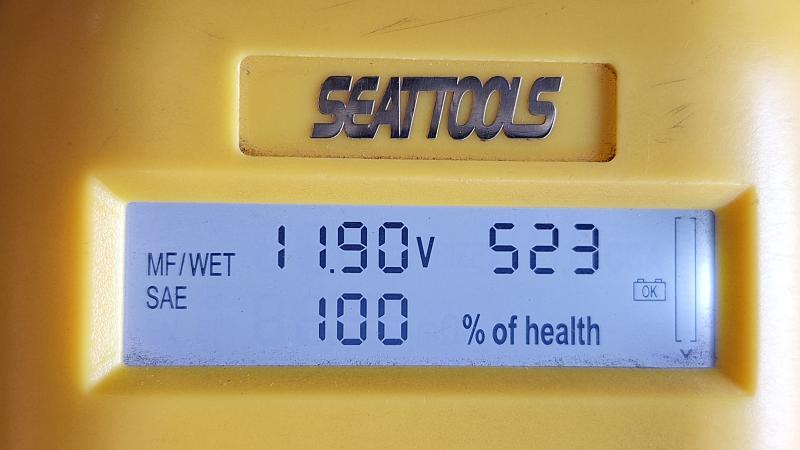 SEATTOOLS
MF/WET 11.90V 523
SAE
OK
100 % of health